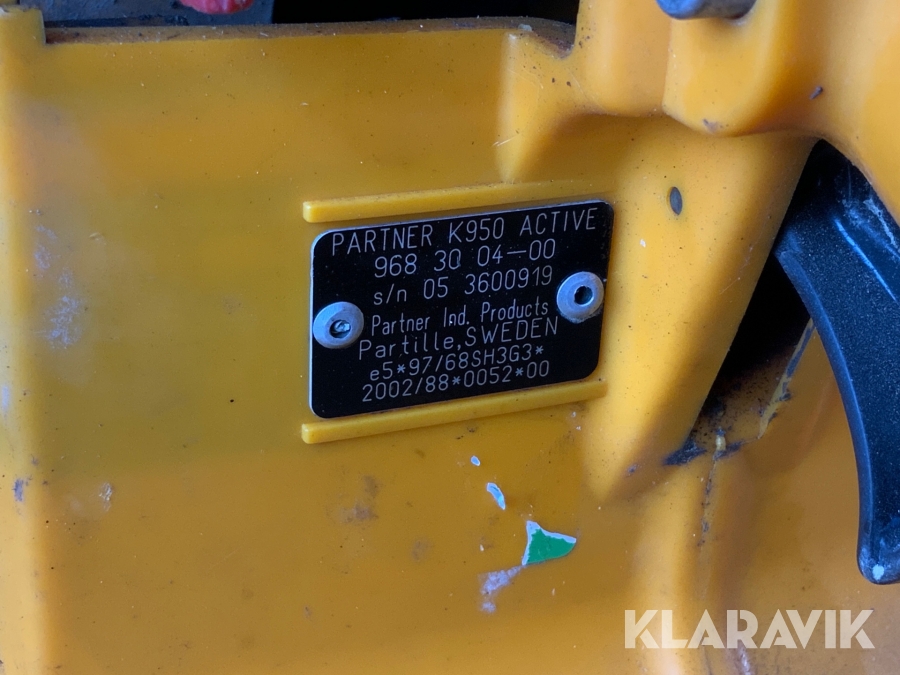 PARTNER K950 ACTIVE
968 30 04-00
s/n 05 3600919
Partner Ind. Products
Partille, SWEDEN
e5*97/68SH3G3*
2002/88*0052*00
KLARAVIK